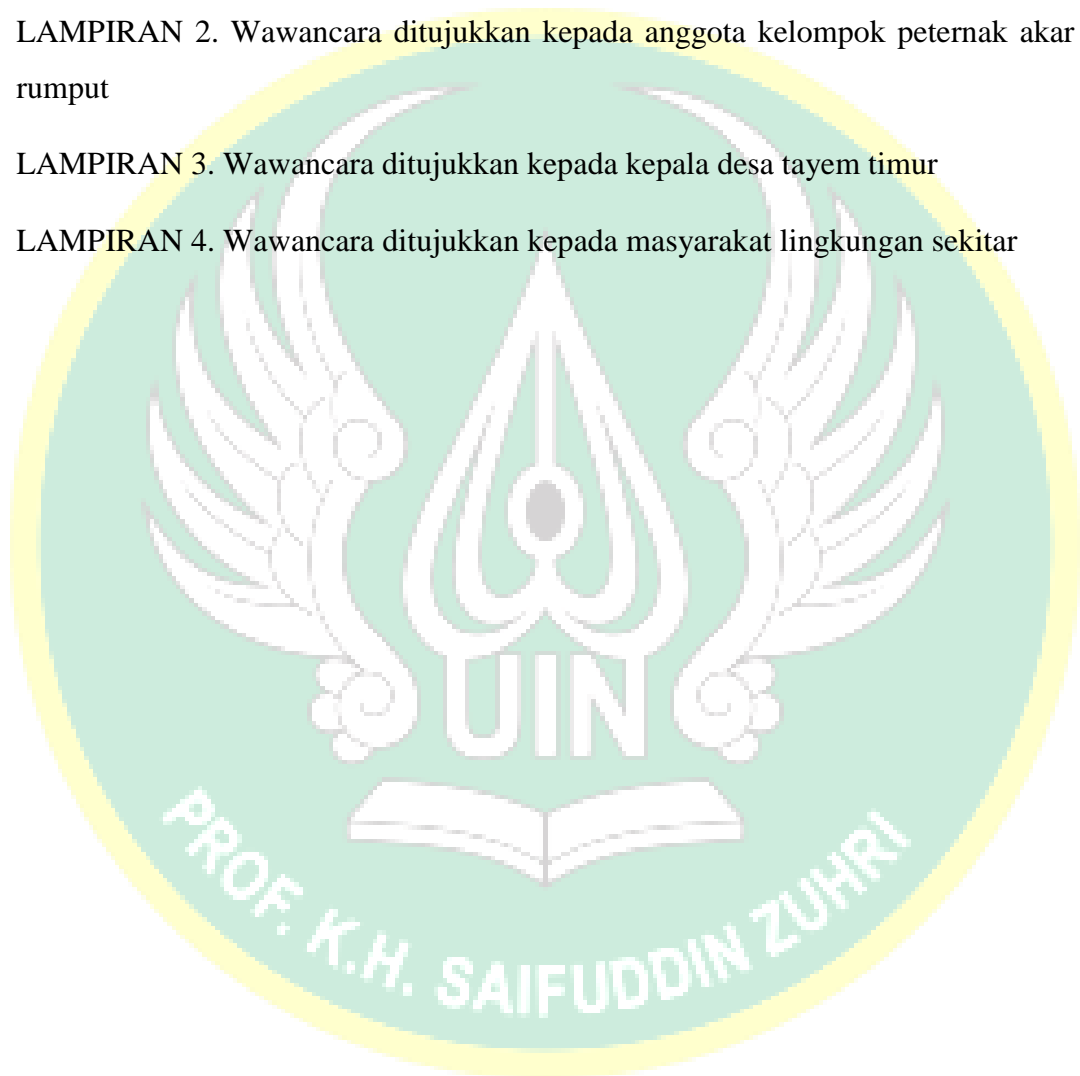 LAMPIRAN 2. Wawancara ditujukkan kepada anggota kelompok peternak akar
rumput
LAMPIRAN 3. Wawancara ditujukkan kepada kepala desa tayem timur
LAMPIRAN 4. Wawancara ditujukkan kepada masyarakat lingkungan sekitar
UIN
PROF. K.H. SAIFUDDIN ZUHRI